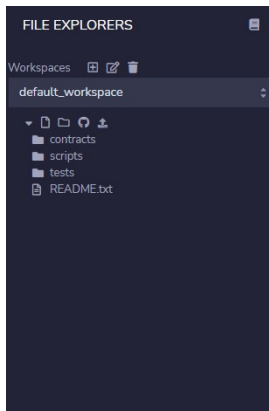 FILE EXPLORERS
Workspaces
default_workspace
contracts
scripts
tests
README.txt